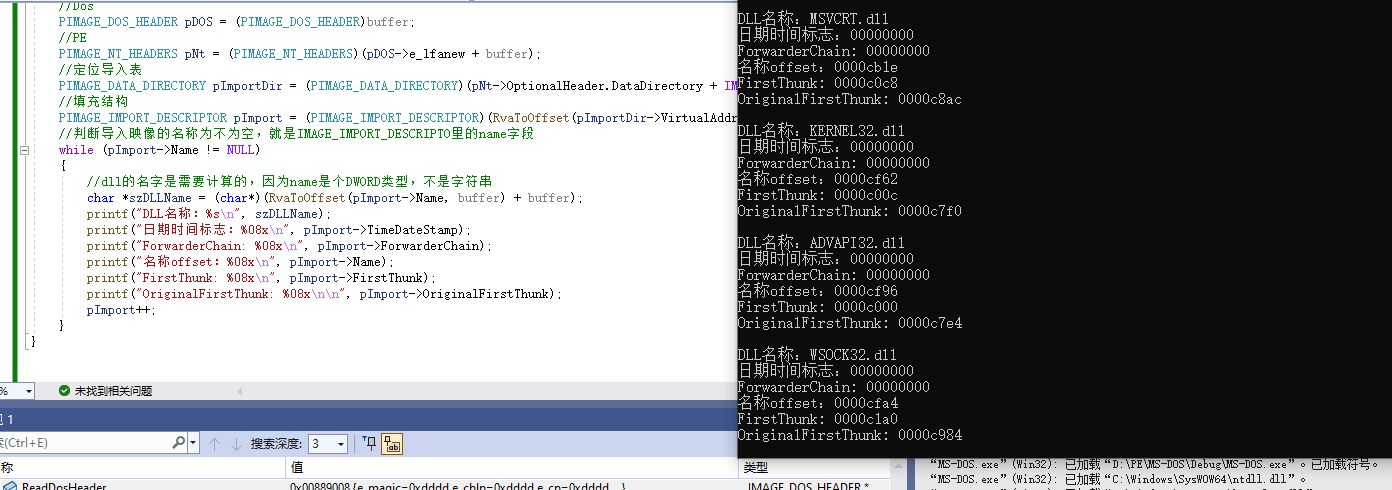 //Dos
PIMAGE_DOS_HEADER pDOS = (PIMAGE_DOS_HEADER)buffer;
//PE
PIMAGE_NT_HEADERS pNt = (PIMAGE_NT_HEADERS)(pDOS->e_lfanew + buffer);
//定位导入表
PIMAGE_DATA_DIRECTORY pImportDir = (PIMAGE_DATA_DIRECTORY)(pNt->OptionalHeader.DataDirectory + IM
//填充结构
PIMAGE_IMPORT_DESCRIPTOR pImport = (PIMAGE_IMPORT_DESCRIPTOR)(RvaToOffset(pImportDir->VirtualAddr
//判断导入映像的名称为不为空，就是IMAGE_IMPORT_DESCRIPTO里的name字段
while (pImport->Name != NULL)
{
//dll的名字是需要计算的，因为name是个DWORD类型，不是字符串
char *szDLLName = (char*)(RvaToOffset(pImport->Name, buffer) + buffer);
printf("DLL名称：%s\n", szDLLName);
printf("日期时间标志：%08x\n", pImport->TimeDateStamp);
printf("ForwarderChain: %08x\n", pImport->ForwarderChain);
printf("名称offset：%08x\n", pImport->Name);
printf("FirstThunk: %08x\n", pImport->FirstThunk);
printf("OriginalFirstThunk: %08x\n\n", pImport->OriginalFirstThunk);
pImport++;
}
}
% 未找到相关问题
1
(Ctrl+E) 搜索深度: 3
称 值 类型
ReadDosHeader 0x00889008 {e_magic=0xdddd e_cblp=0xdddd e_cp=0xdddd ...} IMAGE_DOS_HEADER *
DLL名称：MSVCRT.dll
日期时间标志：00000000
ForwarderChain: 00000000
名称offset：0000cb1e
FirstThunk: 0000c0c8
OriginalFirstThunk: 0000c8ac
DLL名称：KERNEL32.dll
日期时间标志：00000000
ForwarderChain: 00000000
名称offset：0000cf62
FirstThunk: 0000c00c
OriginalFirstThunk: 0000c7f0
DLL名称：ADVAPI32.dll
日期时间标志：00000000
ForwarderChain: 00000000
名称offset：0000cf96
FirstThunk: 0000c000
OriginalFirstThunk: 0000c7e4
DLL名称：WSOCK32.dll
日期时间标志：00000000
ForwarderChain: 00000000
名称offset：0000cfa4
FirstThunk: 0000c1a0
OriginalFirstThunk: 0000c984
“MS-DOS.exe”(Win32): 已加载“D:\PE\MS-DOS\Debug\MS-DOS.exe”。已加载符号。
“MS-DOS.exe”(Win32): 已加载“C:\Windows\SysWOW64\ntdll.dll”。